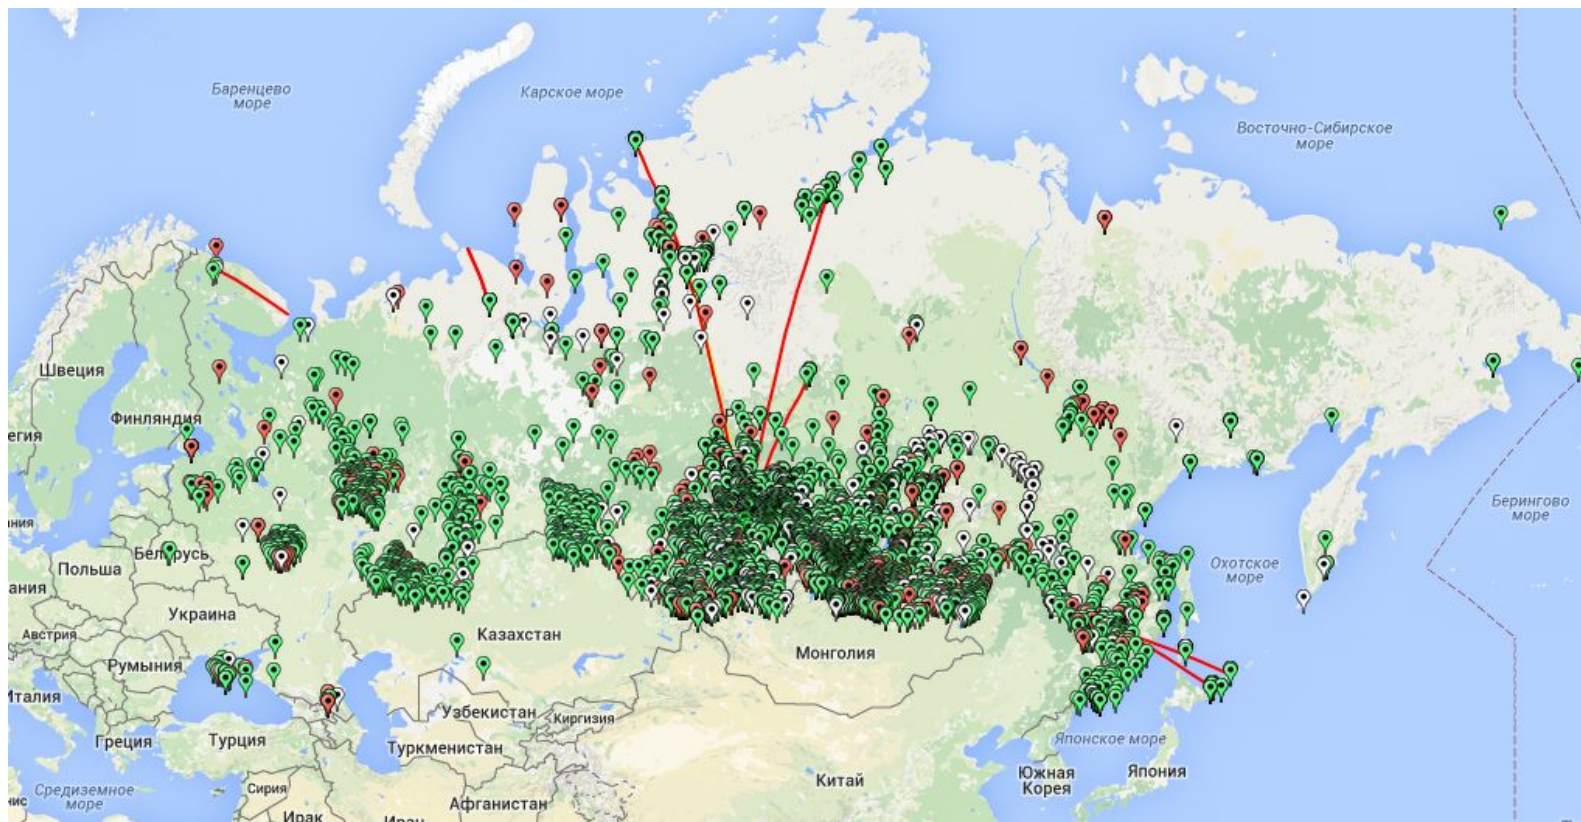 Баренцево
море
Карское море
Восточно-Сибирское
море
Швеция
Финляндия
Берингово
море
Беларусь
Польша
Охотское
море
Украина
Австрия
Казахстан
Румыния
Монголия
Италия
Узбекистан
Киргизия
Греция
Турция
Туркменистан
Японское море
Южная
Корея
Япония
Китай
Средиземное
море
Сирия
Афганистан
Ирак
Иран